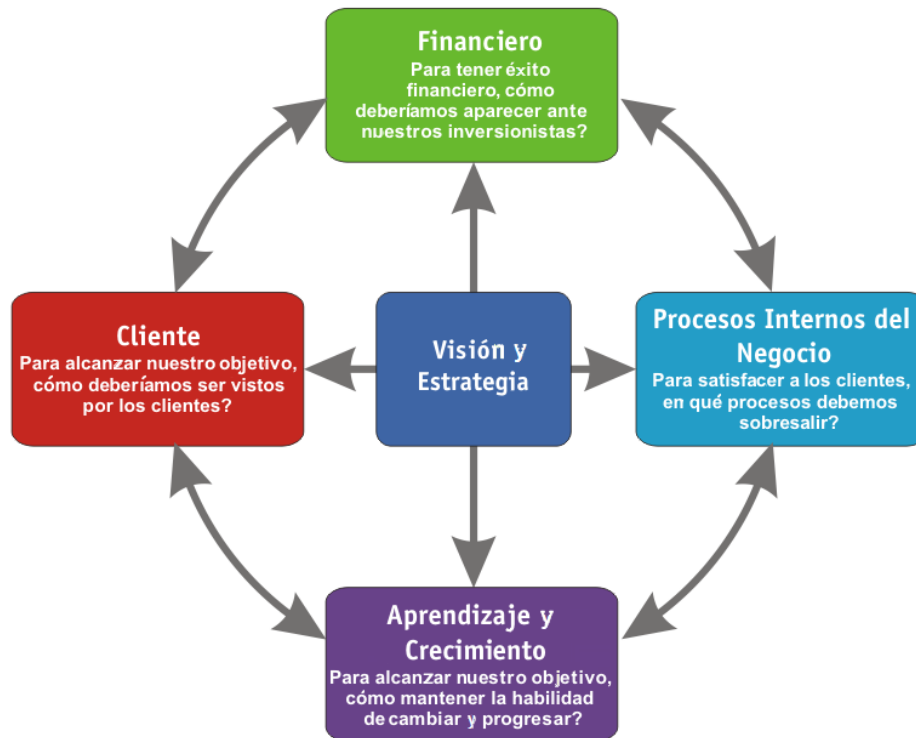 Financiero
Para tener éxito
financiero, cómo
deberíamos aparecer ante
nuestros inversionistas?
Cliente
Para alcanzar nuestro objetivo,
cómo deberíamos ser vistos
por los clientes?
Visión y
Estrategia
Procesos Internos del
Negocio
Para satisfacer a los clientes,
en qué procesos debemos
sobresalir?
Aprendizaje y
Crecimiento
Para alcanzar nuestro objetivo,
cómo mantener la habilidad
de cambiar y progresar?